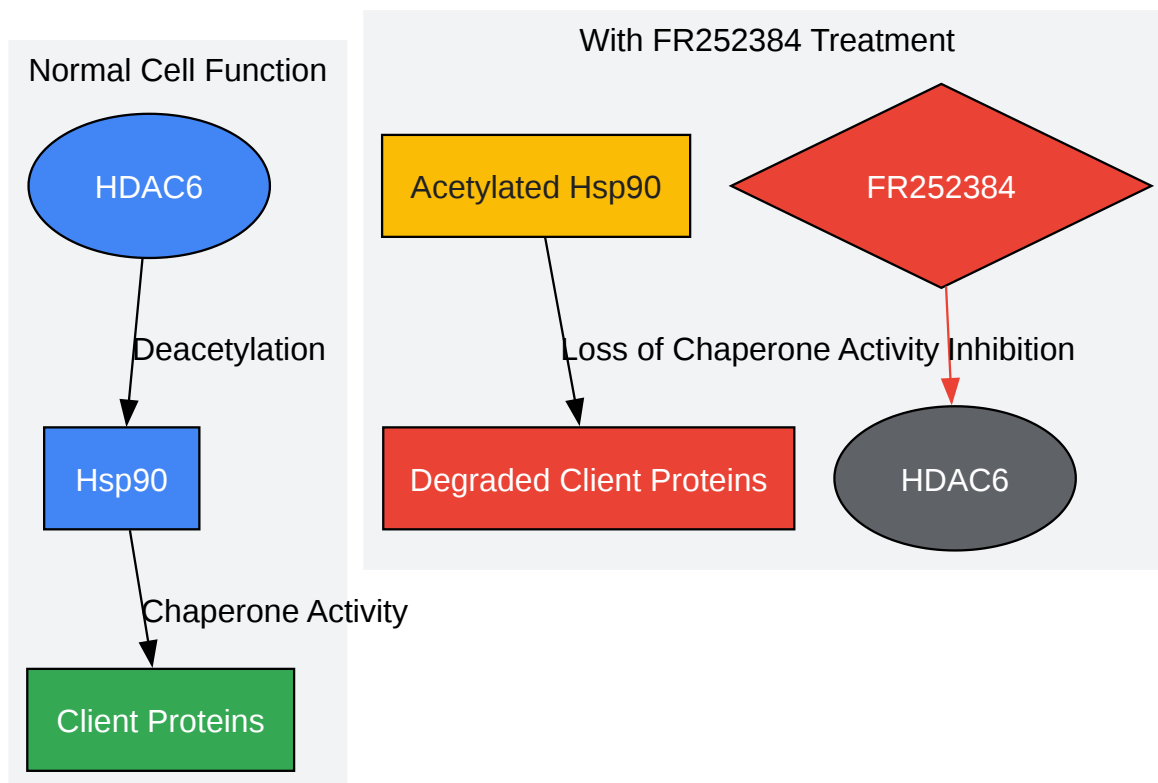 Normal Cell Function
HDAC6
Deacetylation
Hsp90
Chaperone Activity
Client Proteins
With FR252384 Treatment
Acetylated Hsp90
FR252384
Loss of Chaperone Activity
Inhibition
Degraded Client Proteins
HDAC6